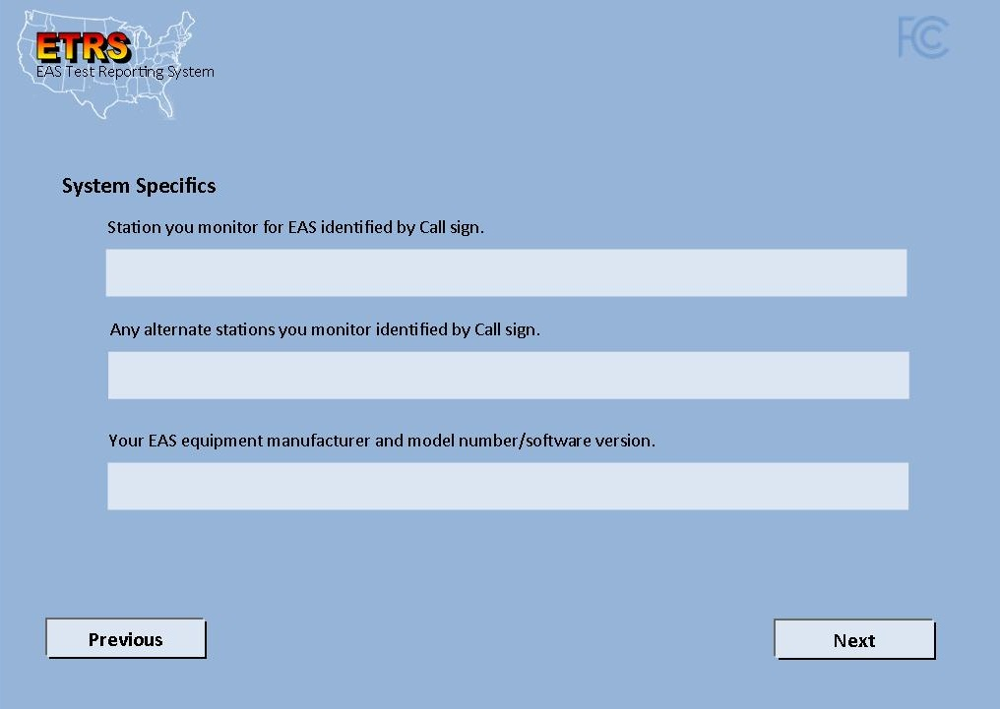 ETRS
EAS Test Reporting System
FCC
System Specifics
Station you monitor for EAS identified by Call sign.
Any alternate stations you monitor identified by Call sign.
Your EAS equipment manufacturer and model number/software version.
Previous
Next